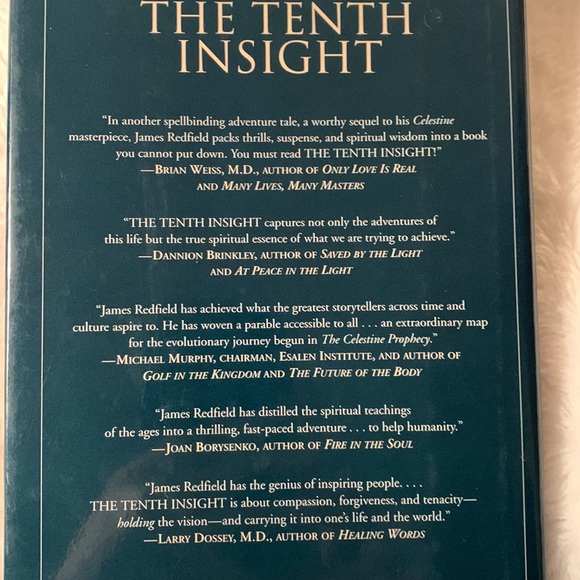 THE TENTH
INSIGHT
“In another spellbinding adventure tale, a worthy sequel to his Celestine
masterpiece, James Redfield packs thrills, suspense, and spiritual wisdom into a book
you cannot put down. You must read THE TENTH INSIGHT!”
—BRIAN WEISS, M.D., AUTHOR OF ONLY LOVE IS REAL
AND MANY LIVES, MANY MASTERS
“THE TENTH INSIGHT captures not only the adventures of
this life but the true spiritual essence of what we are trying to achieve.”
—DANNION BRINKLEY, AUTHOR OF SAVED BY THE LIGHT
AND AT PEACE IN THE LIGHT
“James Redfield has achieved what the greatest storytellers across time and
culture aspire to. He has woven a parable accessible to all . . . an extraordinary map
for the evolutionary journey begun in The Celestine Prophecy.”
—MICHAEL MURPHY, CHAIRMAN, ESALEN INSTITUTE, AND AUTHOR OF
GOLF IN THE KINGDOM AND THE FUTURE OF THE BODY
“James Redfield has distilled the spiritual teachings
of the ages into a thrilling, fast-paced adventure . . . to help humanity.”
—JOAN BORYSENKO, AUTHOR OF FIRE IN THE SOUL
“James Redfield has the genius of inspiring people. . . .
THE TENTH INSIGHT is about compassion, forgiveness, and tenacity—
holding the vision—and carrying it into one’s life and the world.”
—LARRY DOSSEY, M.D., AUTHOR OF HEALING WORDS